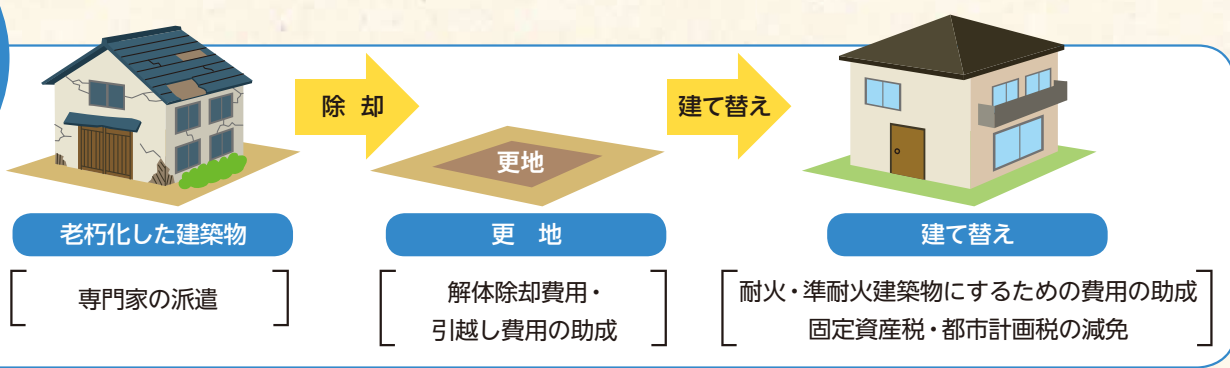 除 却
建て替え
更地
老朽化した建築物
更 地
建て替え
専門家の派遣
解体除却費用・
引越し費用の助成
耐火・準耐火建築物にするための費用の助成
固定資産税・都市計画税の減免